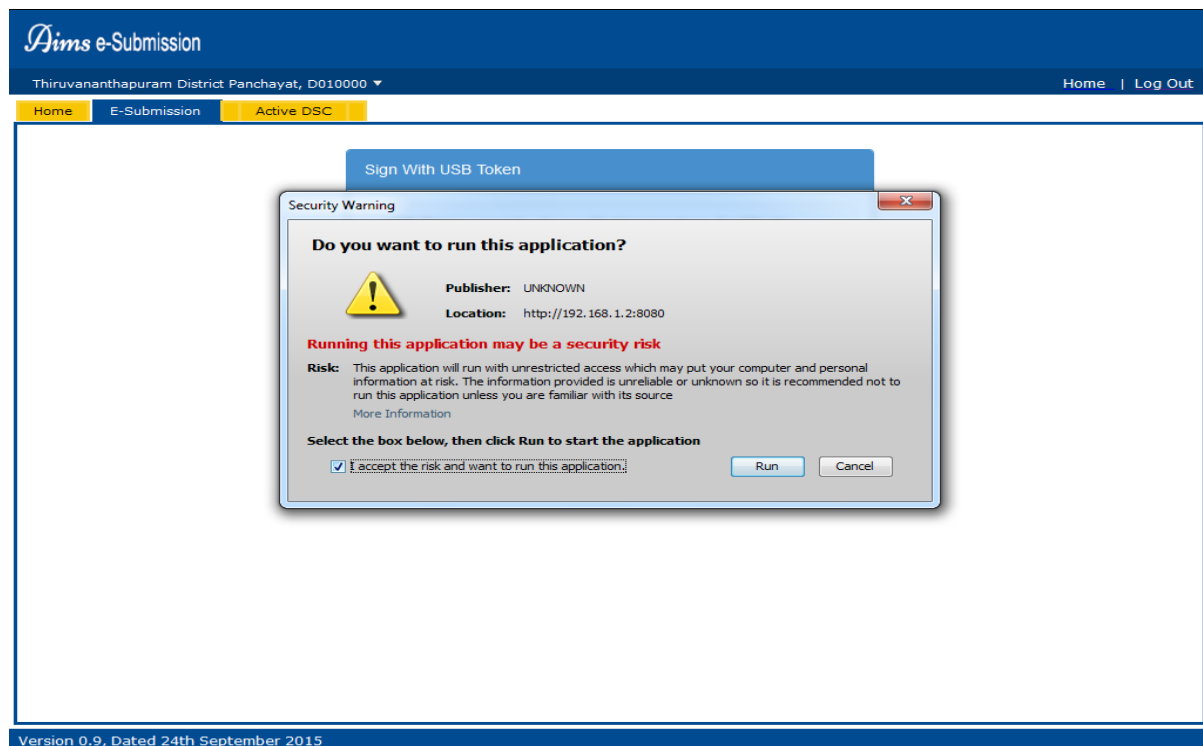 Aims e-Submission
Thiruvananthapuram District Panchayat, D010000 ▼
Home | Log Out
Home E-Submission Active DSC
Sign With USB Token
Security Warning
Do you want to run this application?
Publisher: UNKNOWN
Location: http://192.168.1.2:8080
Running this application may be a security risk
Risk: This application will run with unrestricted access which may put your computer and personal
information at risk. The information provided is unreliable or unknown so it is recommended not to
run this application unless you are familiar with its source
More Information
Select the box below, then click Run to start the application
I accept the risk and want to run this application.
Run Cancel
Version 0.9, Dated 24th September 2015